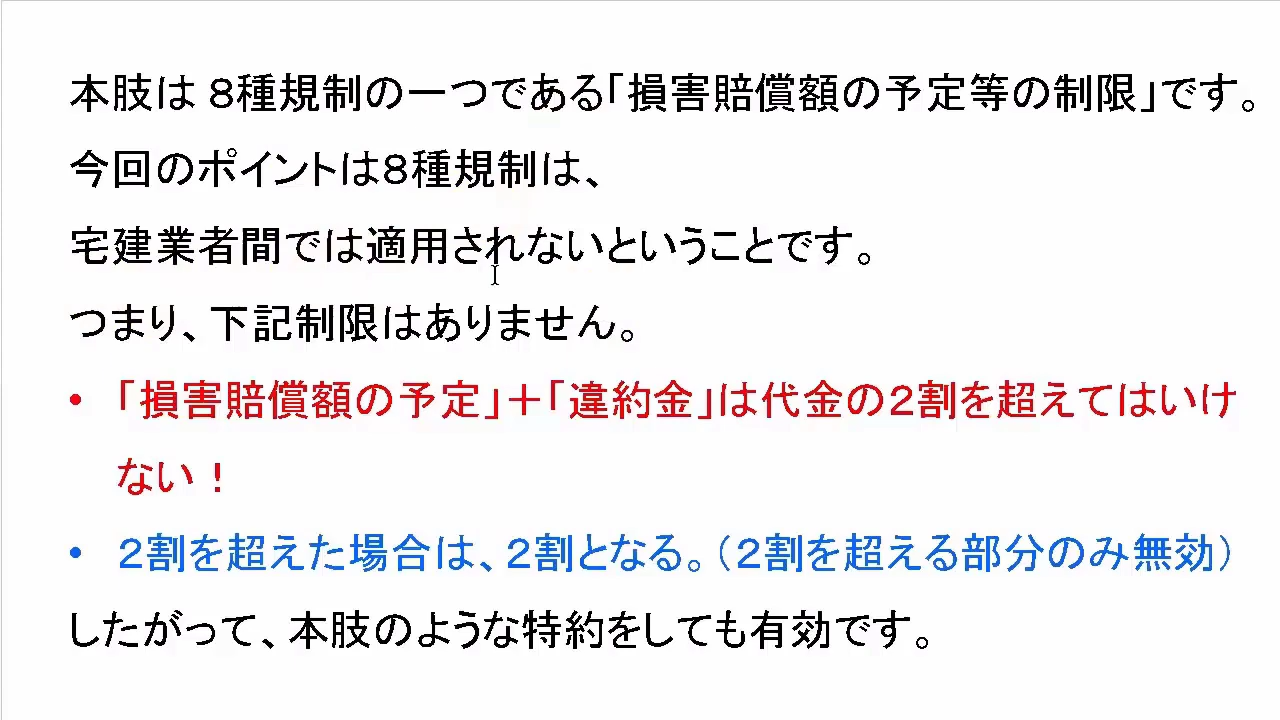 本肢は８種規制の一つである「損害賠償額の予定等の制限」です。
今回のポイントは８種規制は、
宅建業者間では適用されないということです。
つまり、下記制限はありません。
• 「損害賠償額の予定」＋「違約金」は代金の２割を超えてはいけ
ない！
• ２割を超えた場合は、２割となる。（２割を超える部分のみ無効）
したがって、本肢のような特約をしても有効です。